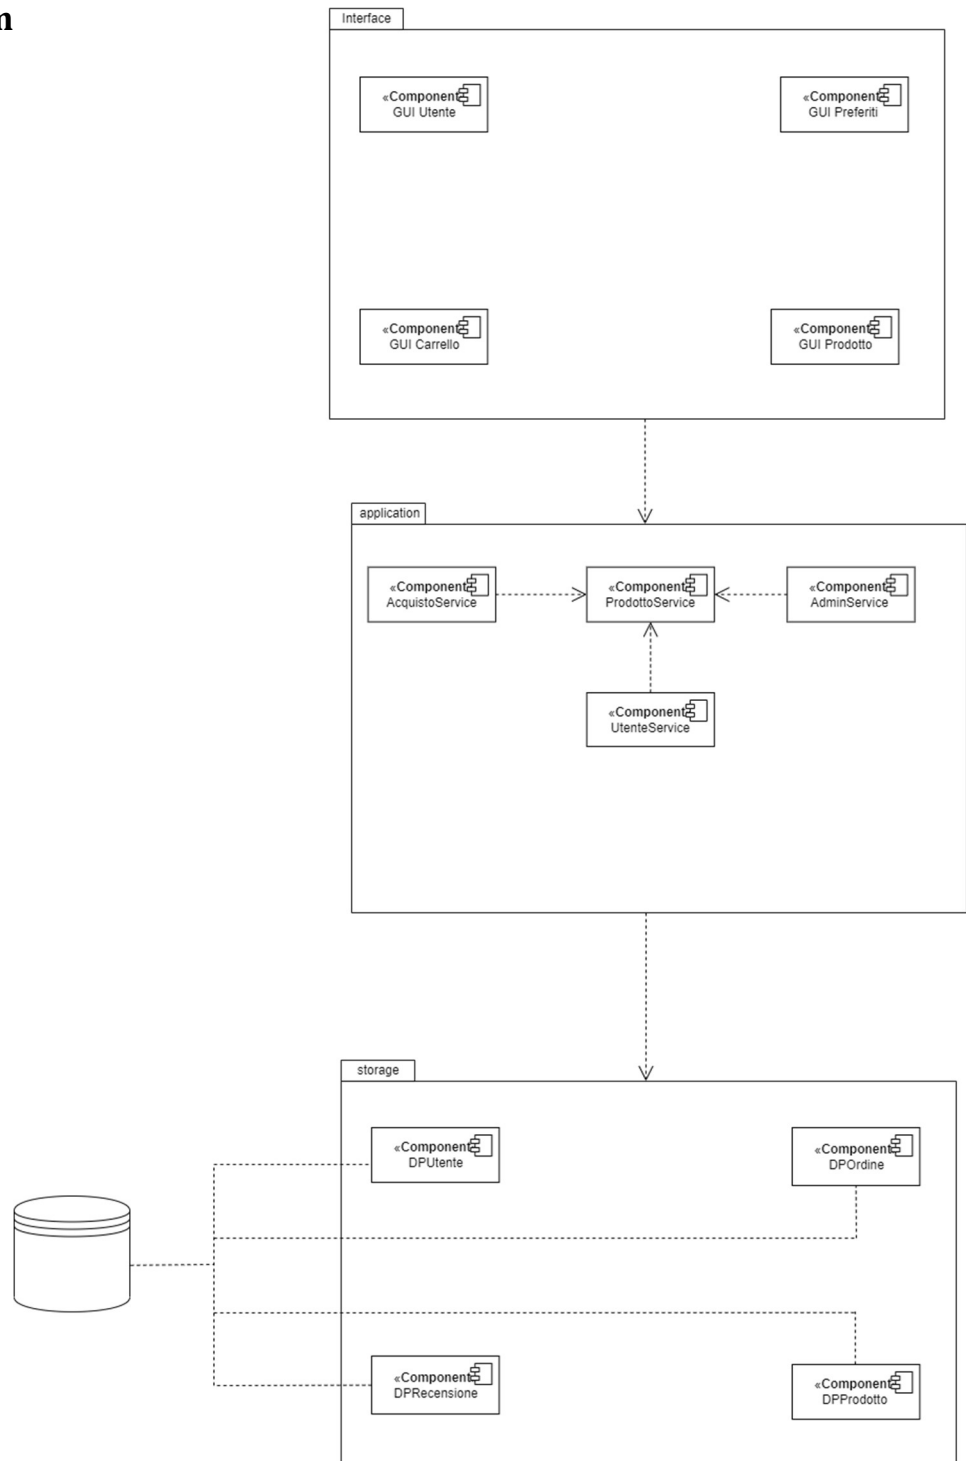 Interface
«Component»
GUI Utente
«Component»
GUI Preferiti
«Component»
GUI Carrello
«Component»
GUI Prodotto
application
«Component»
AcquistoService
«Component»
ProdottoService
«Component»
AdminService
«Component»
UtenteService
storage
«Component»
DPUtente
«Component»
DPOrdine
«Component»
DPRecensione
«Component»
DPProdotto